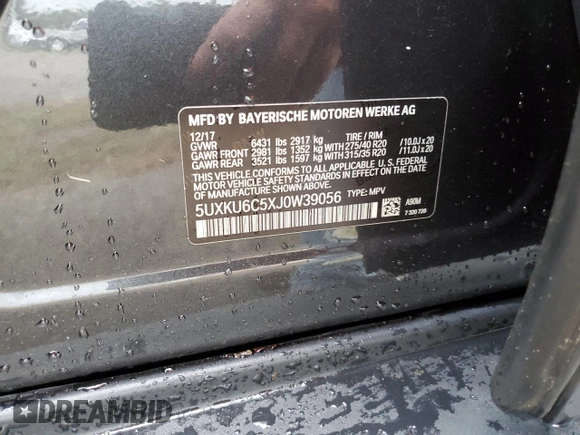 MFD BY BAYERISCHE MOTOREN WERKE AG
12/17
GVWR 6431 lbs 2917 kg TIRE / RIM
GAWR FRONT 2981 lbs 1352 kg WITH 275/40 R20 / 10.0J x 20
GAWR REAR 3521 lbs 1597 kg WITH 315/35 R20 / 11.0J x 20
THIS VEHICLE CONFORMS TO ALL APPLICABLE U.S. FEDERAL
MOTOR VEHICLE SAFETY STANDARDS IN EFFECT ON THE DATE
OF MANUFACTURE SHOWN ABOVE.
5UXKU6C5XJ0W39056 TYPE: MPV
A90M
7 320 739
DREAMBID